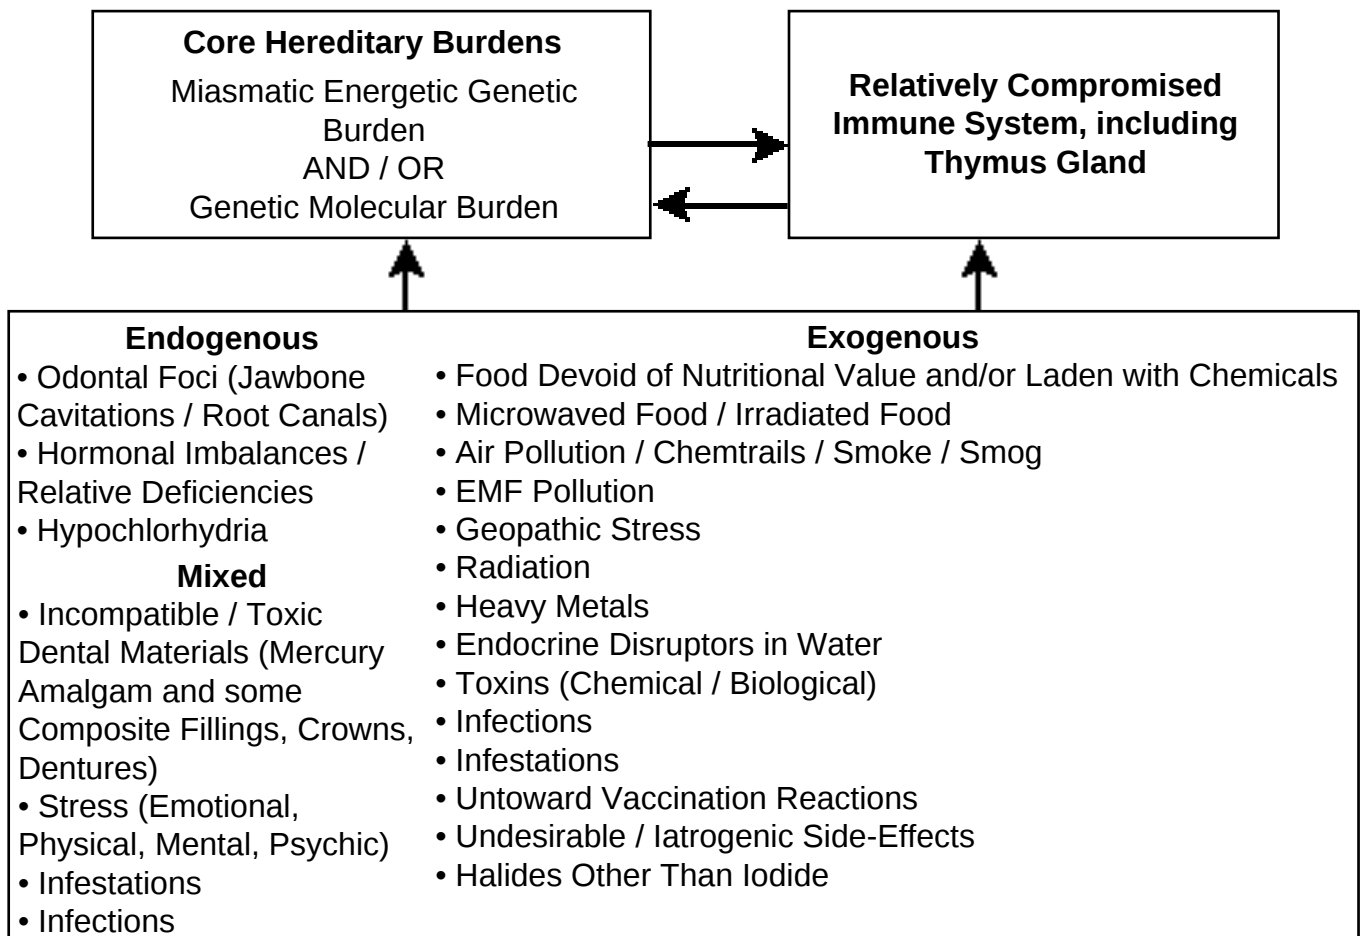 Core Hereditary Burdens
Miasmatic Energetic Genetic
Burden
AND / OR
Genetic Molecular Burden
Relatively Compromised
Immune System, including
Thymus Gland
Endogenous
• Odontal Foci (Jawbone
Cavitations / Root Canals)
• Hormonal Imbalances /
Relative Deficiencies
• Hypochlorhydria
Mixed
• Incompatible / Toxic
Dental Materials (Mercury
Amalgam and some
Composite Fillings, Crowns,
Dentures)
• Stress (Emotional,
Physical, Mental, Psychic)
• Infestations
• Infections
Exogenous
• Food Devoid of Nutritional Value and/or Laden with Chemicals
• Microwaved Food / Irradiated Food
• Air Pollution / Chemtrails / Smoke / Smog
• EMF Pollution
• Geopathic Stress
• Radiation
• Heavy Metals
• Endocrine Disruptors in Water
• Toxins (Chemical / Biological)
• Infections
• Infestations
• Untoward Vaccination Reactions
• Undesirable / Iatrogenic Side-Effects
• Halides Other Than Iodide